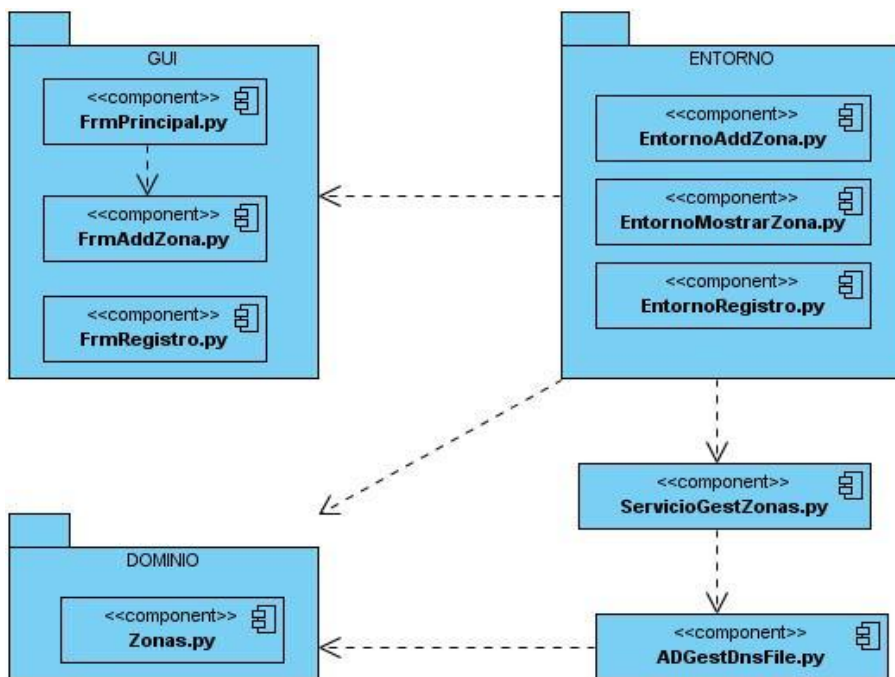 GUI
<<component>>
FrmPrincipal.py
<<component>>
FrmAddZona.py
<<component>>
FrmRegistro.py
ENTORNO
<<component>>
EntornoAddZona.py
<<component>>
EntornoMostrarZona.py
<<component>>
EntornoRegistro.py
<<component>>
ServicioGestZonas.py
DOMINIO
<<component>>
Zonas.py
<<component>>
ADGestDnsFile.py